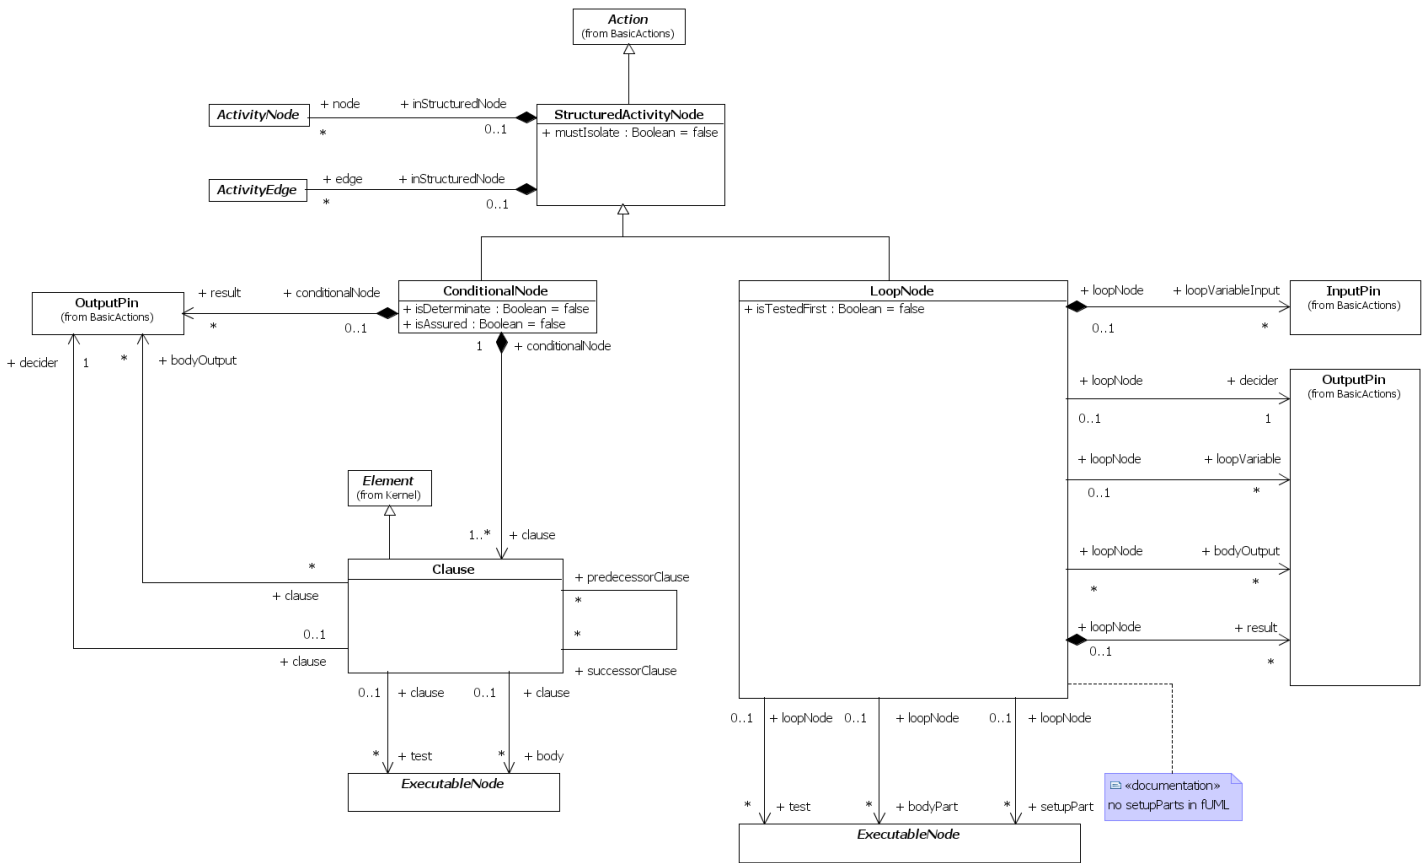 Action
(from BasicActions)
ActivityNode
+ node
+ inStructuredNode
*
0..1
StructuredActivityNode
+ mustIsolate : Boolean = false
ActivityEdge
+ edge
+ inStructuredNode
*
0..1
OutputPin
(from BasicActions)
+ result
+ conditionalNode
*
0..1
ConditionalNode
+ isDeterminate : Boolean = false
+ isAssured : Boolean = false
1
+ conditionalNode
+ decider
1
*
+ bodyOutput
Element
(from Kernel)
1..*
+ clause
Clause
*
+ clause
0..1
+ clause
+ predecessorClause
*
*
+ successorClause
0..1
+ clause
0..1
+ clause
*
+ test
*
+ body
ExecutableNode
LoopNode
+ isTestedFirst : Boolean = false
+ loopNode
+ loopVariableInput
0..1
*
InputPin
(from BasicActions)
+ loopNode
+ decider
0..1
1
OutputPin
(from BasicActions)
+ loopNode
+ loopVariable
0..1
*
+ loopNode
+ bodyOutput
*
*
+ loopNode
+ result
0..1
*
0..1
+ loopNode
0..1
+ loopNode
0..1
+ loopNode
*
+ test
*
+ bodyPart
*
+ setupPart
ExecutableNode
«documentation»
no setupParts in fUML